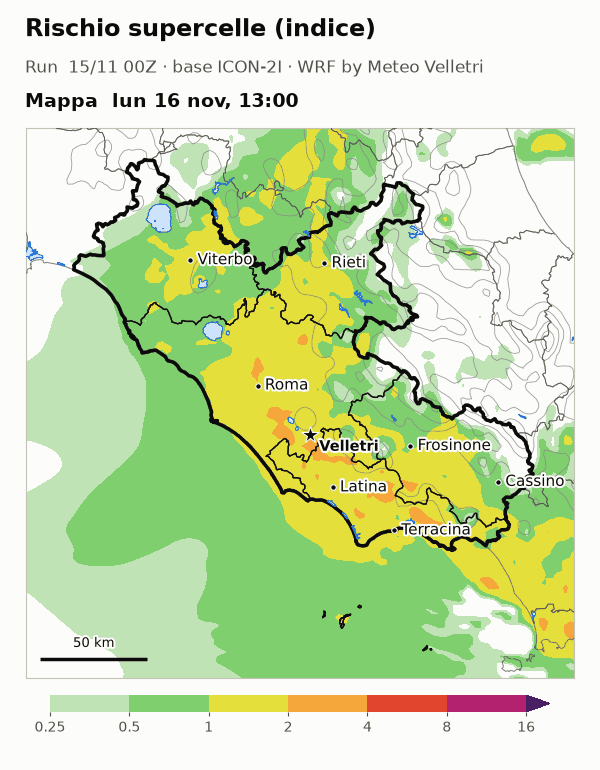 Rischio supercelle (indice)
Run  15/11 00Z · base ICON-2I · WRF by Meteo Velletri
Mappa  lun 16 nov, 13:00
Viterbo
Rieti
Roma
Velletri
Frosinone
Cassino
Latina
Terracina
50 km
0.25 0.5 1 2 4 8 16